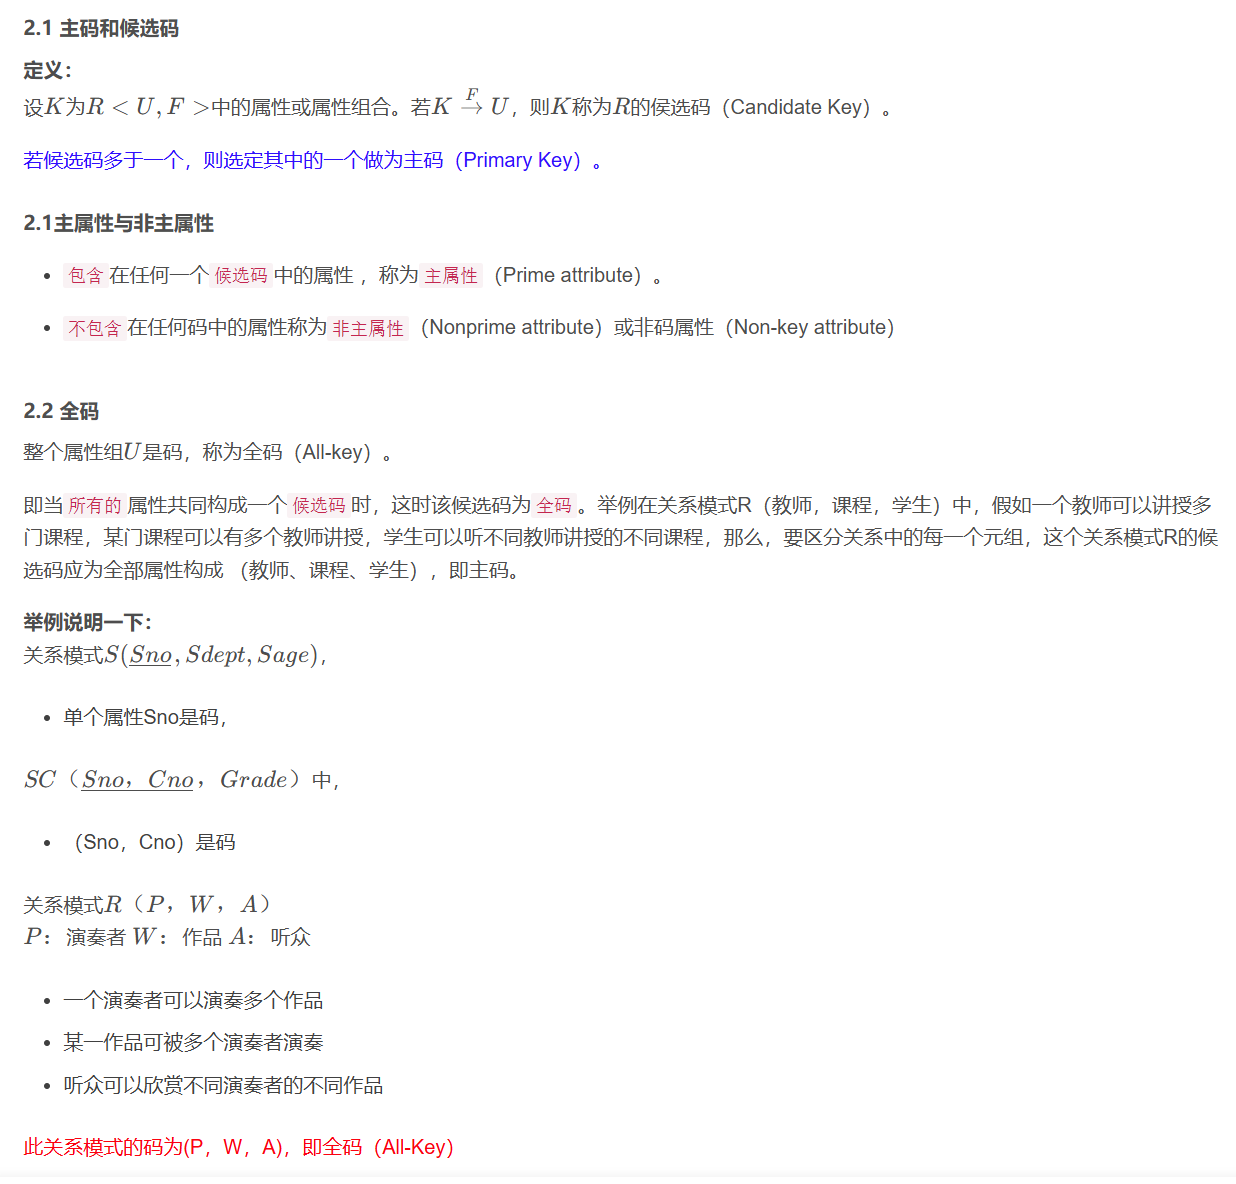 2.1 主码和候选码
定义：
设K为R < U, F >中的属性或属性组合。若K →F U，则K称为R的侯选码（Candidate Key）。
若候选码多于一个，则选定其中的一个做为主码（Primary Key）。
2.1主属性与非主属性
• 包含在任何一个候选码中的属性 ，称为主属性（Prime attribute）。
• 不包含在任何码中的属性称为非主属性（Nonprime attribute）或非码属性（Non-key attribute）
2.2 全码
整个属性组U是码，称为全码（All-key）。
即当所有的属性共同构成一个候选码时，这时该候选码为全码。举例在关系模式R（教师，课程，学生）中，假如一个教师可以讲授多
门课程，某门课程可以有多个教师讲授，学生可以听不同教师讲授的不同课程，那么，要区分关系中的每一个元组，这个关系模式R的候
选码应为全部属性构成 （教师、课程、学生），即主码。
举例说明一下：
关系模式S(Sno, Sdept, Sage)，
• 单个属性Sno是码，
SC（Sno，Cno，Grade）中，
• （Sno，Cno）是码
关系模式R（P，W，A）
P：演奏者 W：作品 A：听众
• 一个演奏者可以演奏多个作品
• 某一作品可被多个演奏者演奏
• 听众可以欣赏不同演奏者的不同作品
此关系模式的码为(P，W，A)，即全码（All-Key）